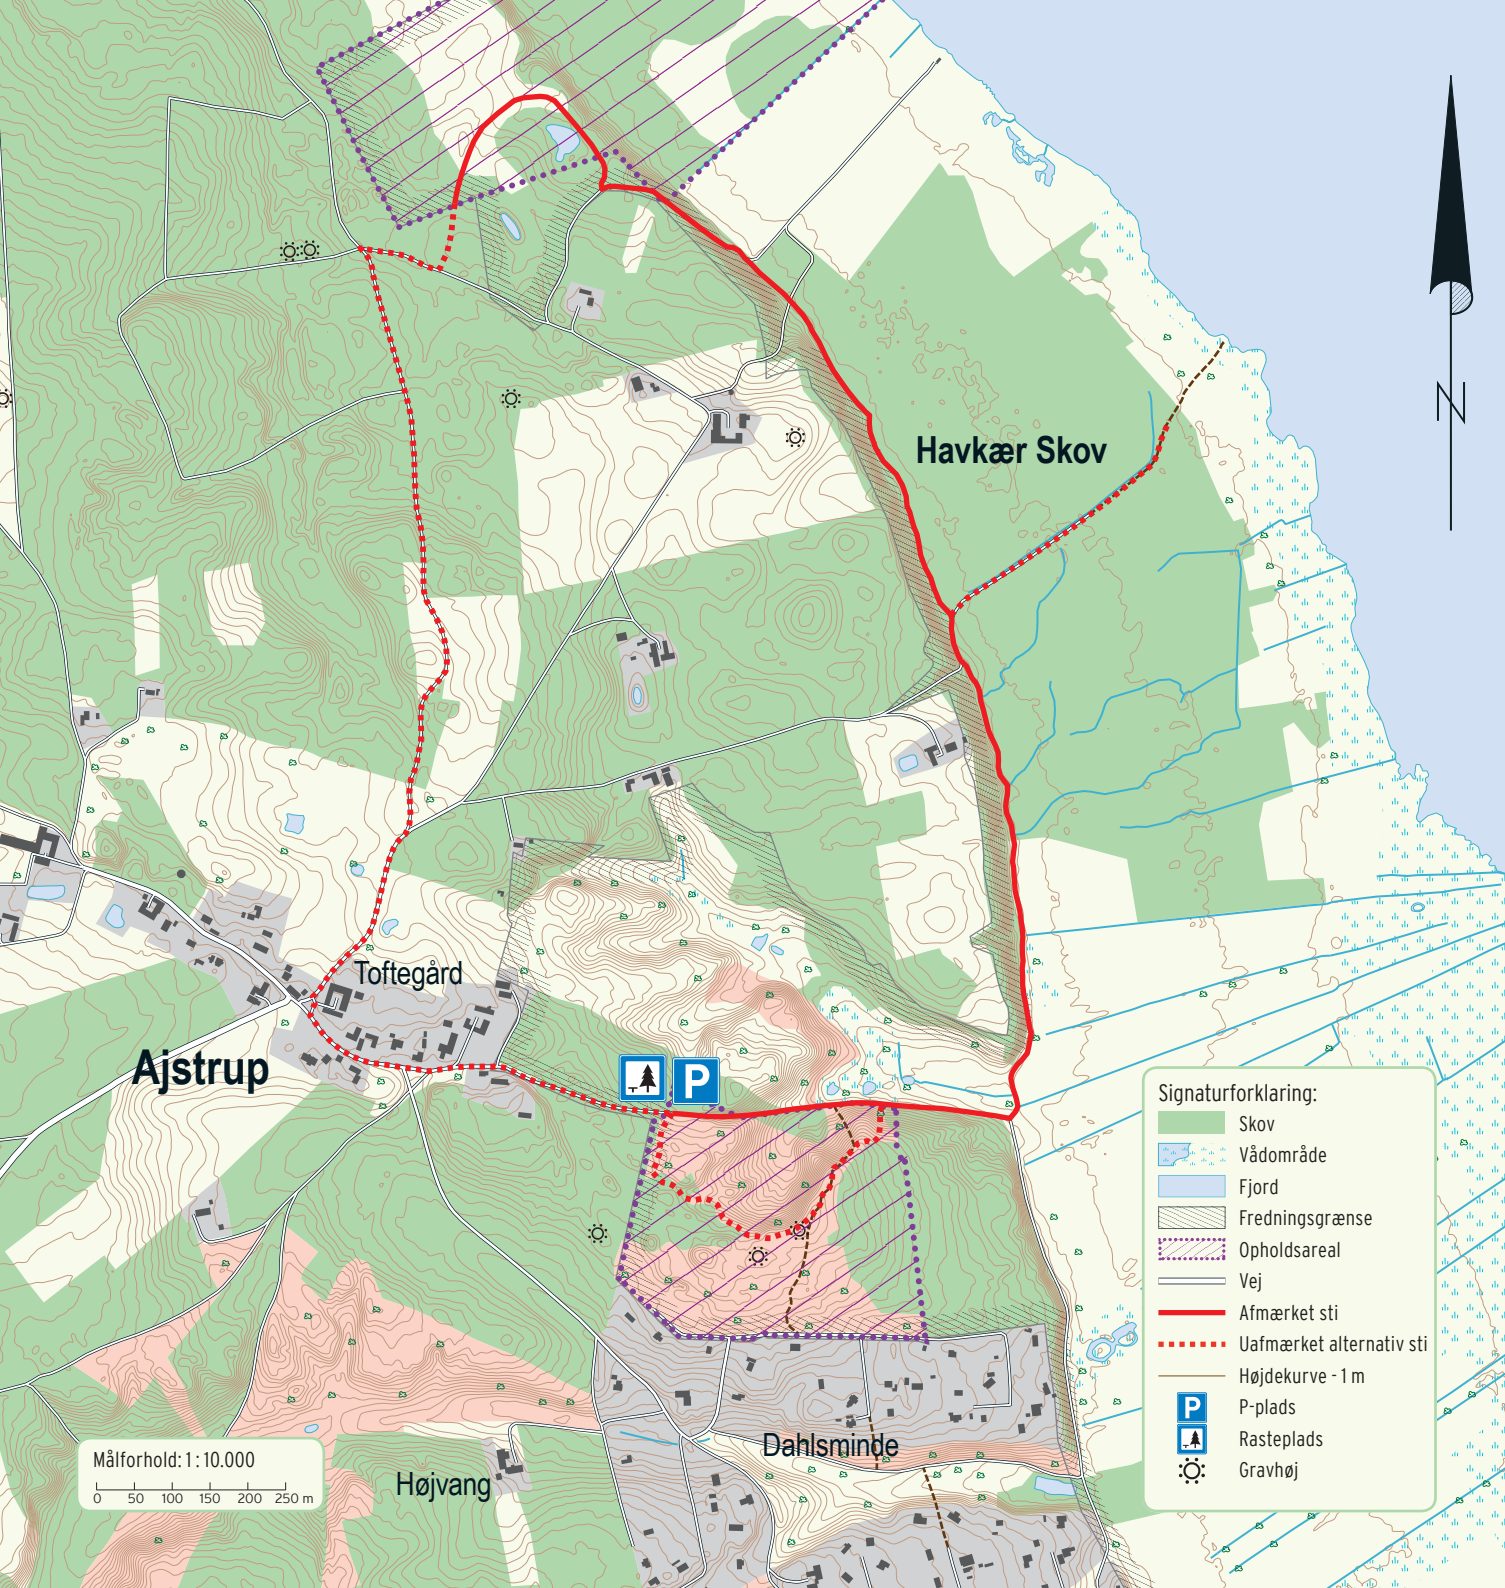 N
Havkær Skov
Toftegård
Ajstrup
P
Dahlsminde
Højvang
Målforhold: 1 : 10.000
0 50 100 150 200 250 m
Signaturforklaring:
Skov
Vådområde
Fjord
Fredningsgrænse
Opholdsareal
Vej
Afmærket sti
Uafmærket alternativ sti
Højdekurve - 1 m
P P-plads
Rasteplads
Gravhøj